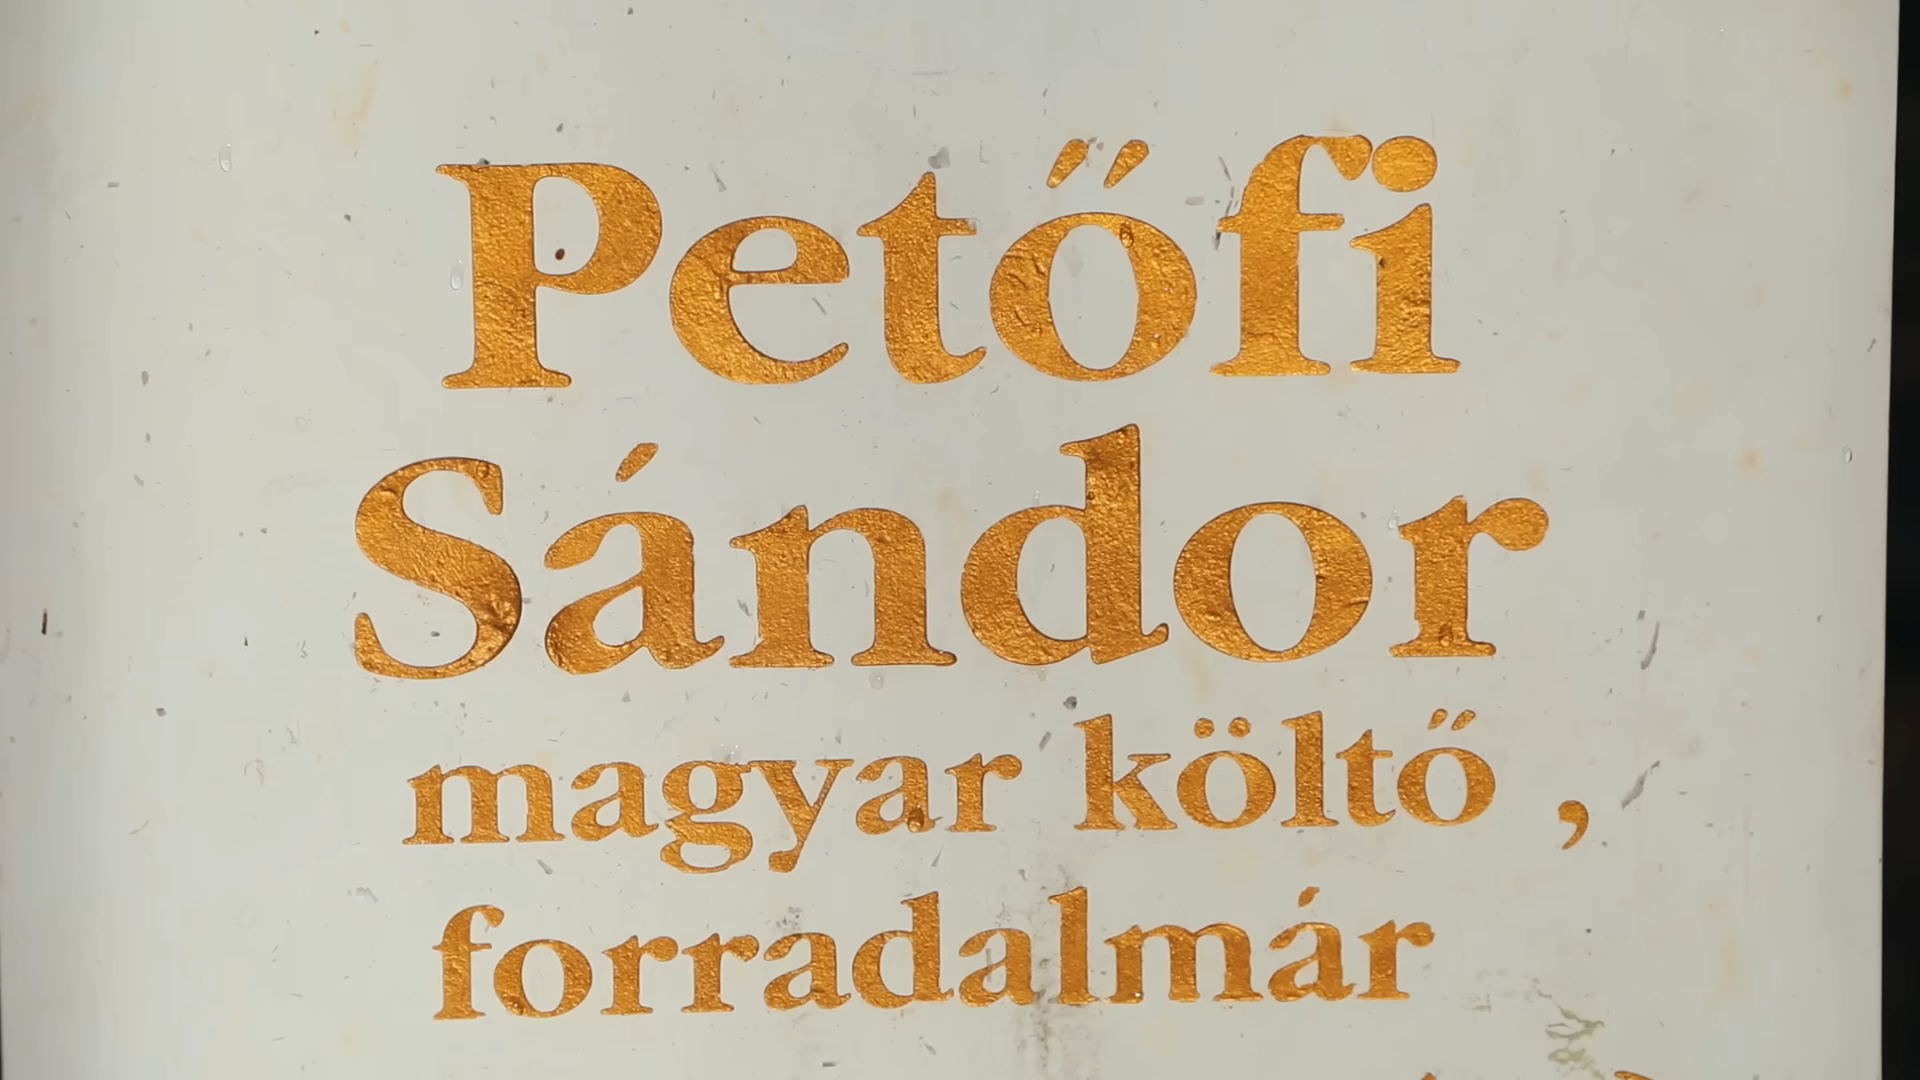 Petőfi
Sándor
magyar költő ,
forradalmár